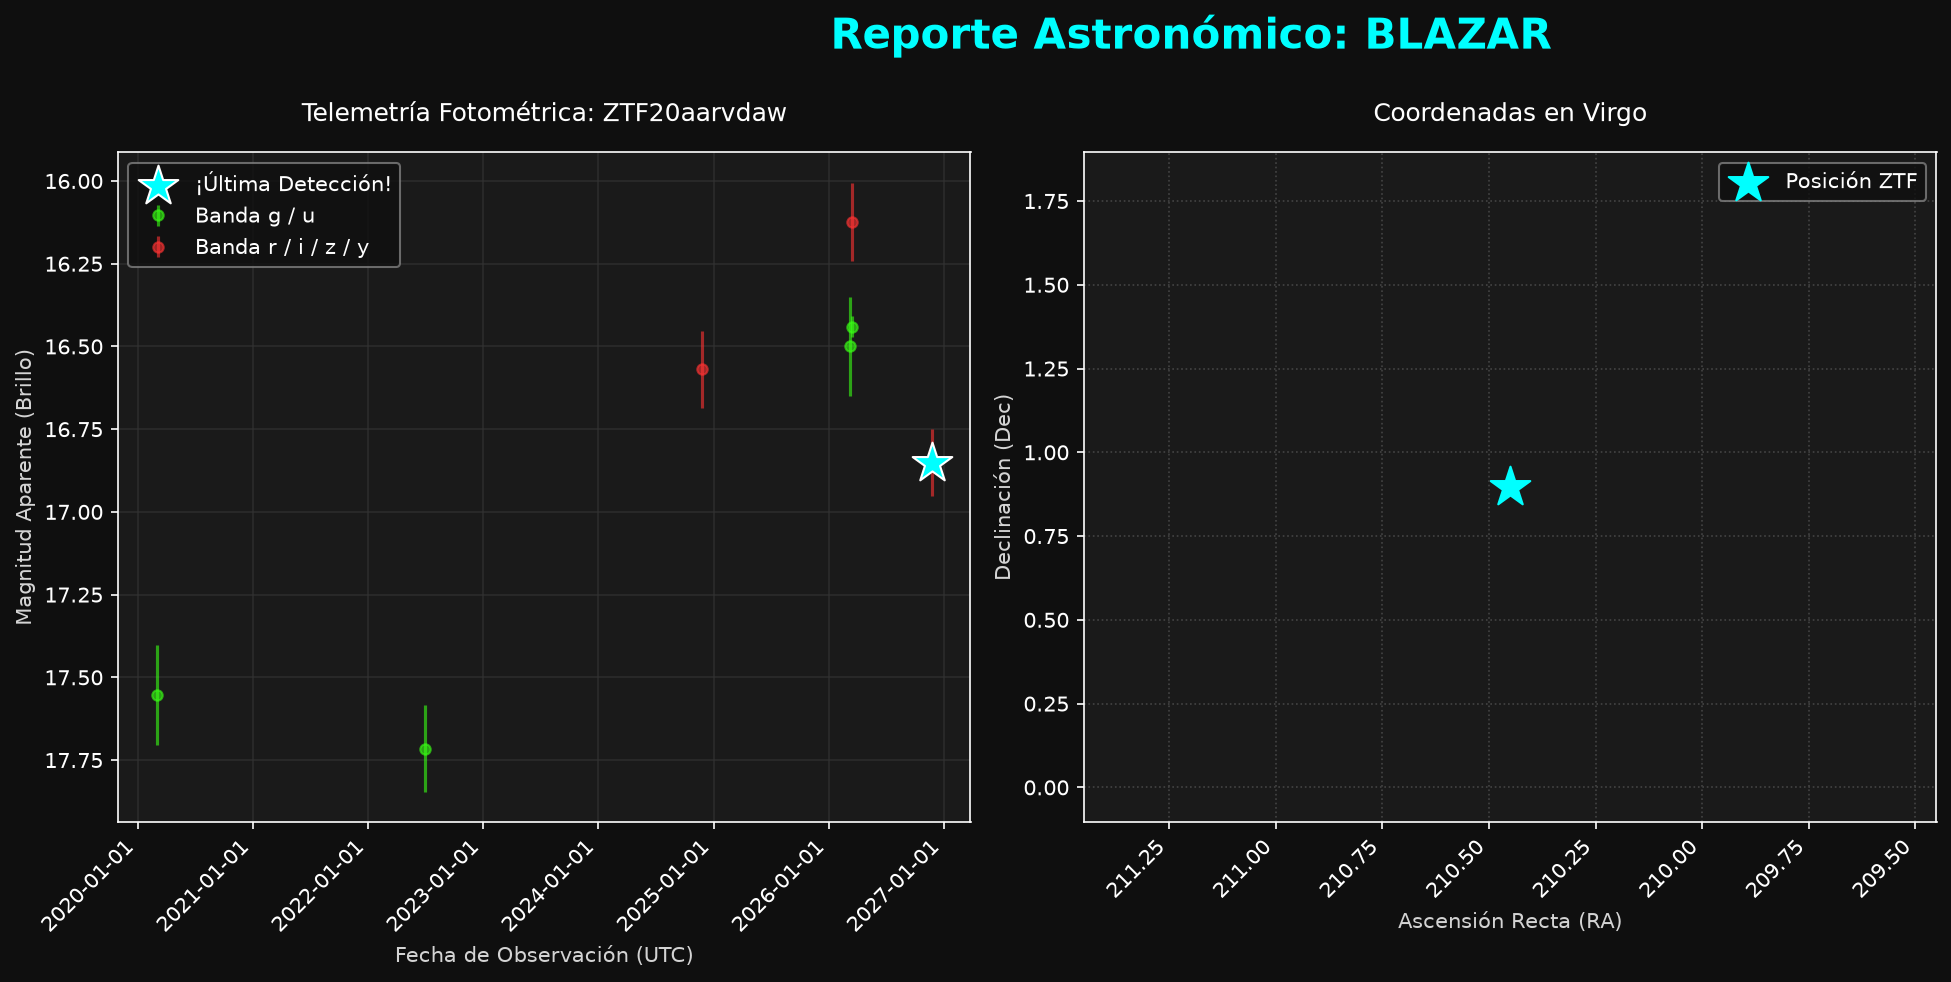 Reporte Astronómico: BLAZAR
Telemetría Fotométrica: ZTF20aarvdaw
¡Última Detección!
Banda g / u
Banda r / i / z / y
Magnitud Aparente (Brillo)
16.00
16.25
16.50
16.75
17.00
17.25
17.50
17.75
2020-01-01
2021-01-01
2022-01-01
2023-01-01
2024-01-01
2025-01-01
2026-01-01
2027-01-01
Fecha de Observación (UTC)
Coordenadas en Virgo
Posición ZTF
Declinación (Dec)
1.75
1.50
1.25
1.00
0.75
0.50
0.25
0.00
211.25
211.00
210.75
210.50
210.25
210.00
209.75
209.50
Ascensión Recta (RA)